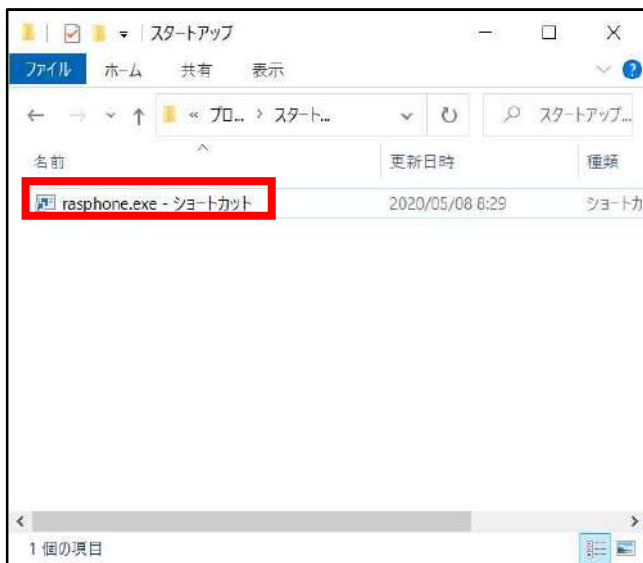 スタートアップ
ファイル ホーム 共有 表示
« プロ... > スタート... スタートアップ...
名前 更新日時 種類
rasphone.exe - ショートカット 2020/05/08 8:29 ショートカ
1 個の項目